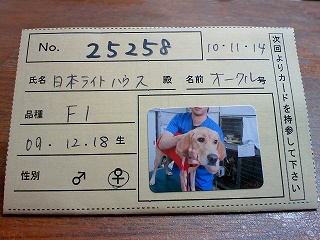 No. 25258 10.11.14
氏名 日本ライトハウス 殿 名前 オークル号
品種 F1
09.12.18 生
性別 ♂ ♀
次回よりカードを持参して下さい